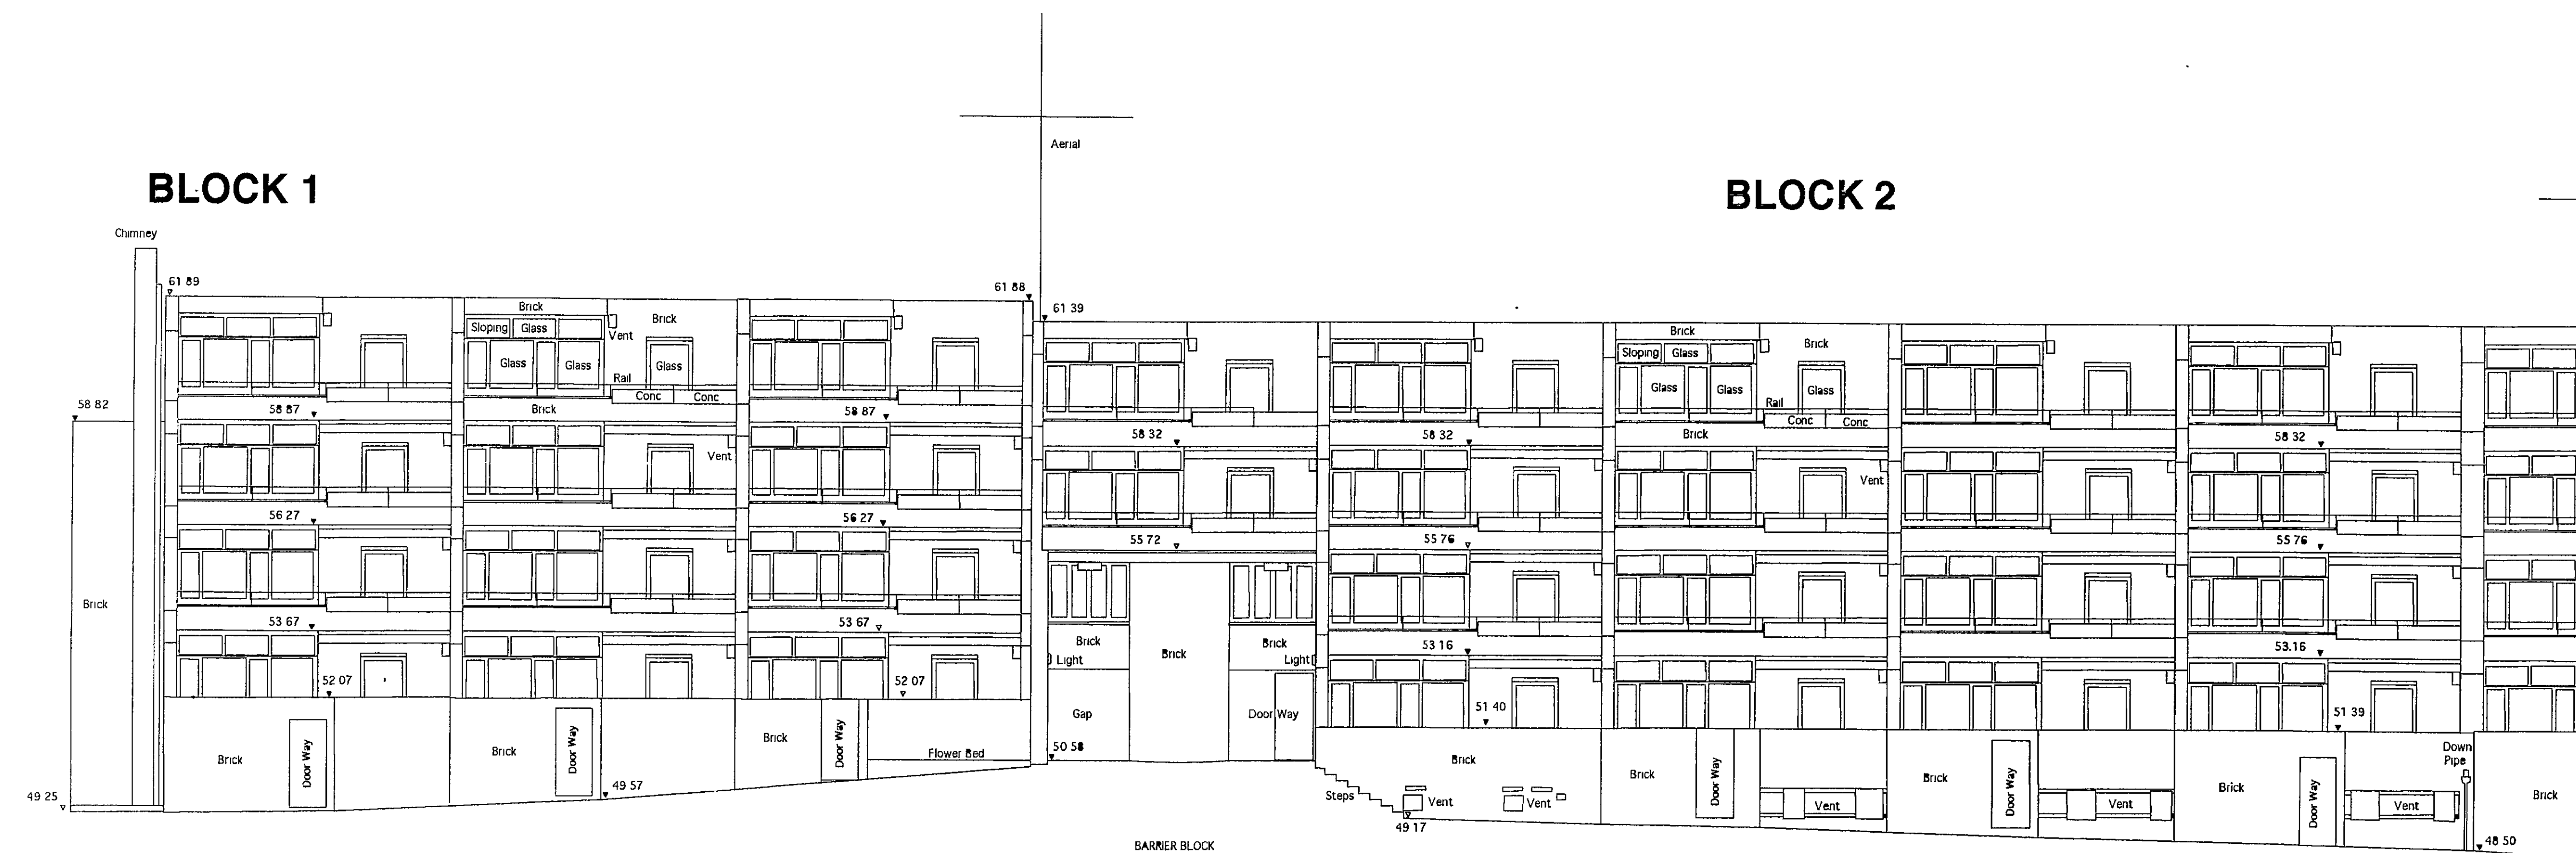 Aerial
BLOCK 1
BLOCK 2
Chimney
61 89
61 88
61 39
Brick
Brick
Sloping Glass
Vent
Glass Glass Glass
Rail
Conc Conc
Brick
Brick
Sloping Glass
Glass Glass Glass
Rail
Conc Conc
58 82
58 87
Brick
58 87
58 32
58 32
Brick
58 32
Vent
Vent
56 27
56 27
55 72
55 76
55 76
Brick
53 67
53 67
Brick
Light
Brick
Brick
Light
53 16
53.16
52 07
52 07
Gap
Door Way
51 40
51 39
Brick
Door Way
Brick
Door Way
Brick
Door Way
Flower Bed
50 58
Brick
Brick
Door Way
Brick
Door Way
Brick
Door Way
Down
Pipe
Brick
49 25
49 57
Steps
Vent
Vent
Vent
Vent
Vent
49 17
48 50
BARRIER BLOCK